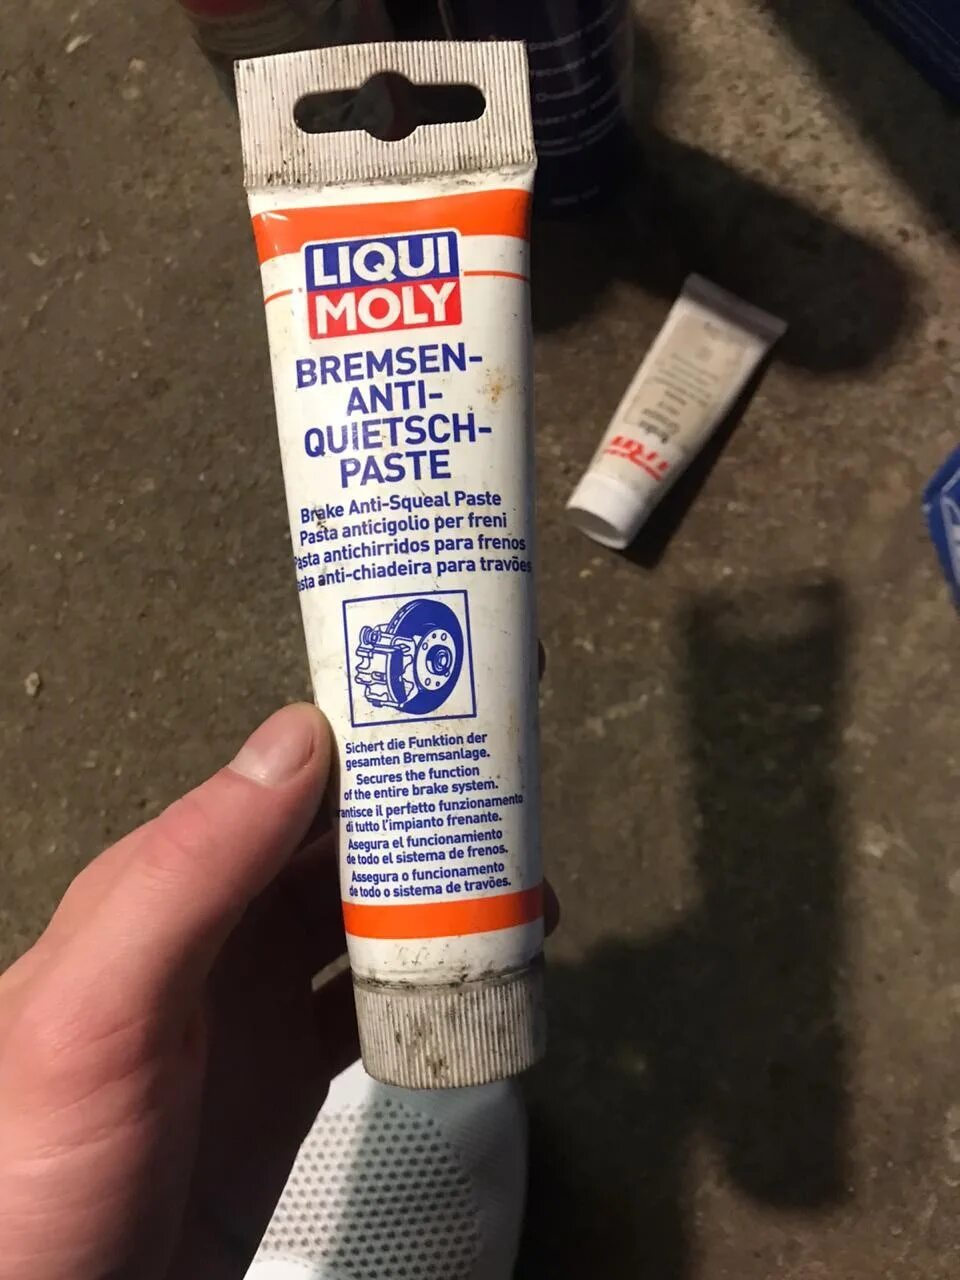 LIQUI
MOLY
BREMSEN-
ANTI-
QUIETSCH-
PASTE
Brake Anti-Squeal Paste
Pasta anticigolio per freni
Pasta antichirridos para frenos
asta anti-chiadeira para travões
Sichert die Funktion der
gesamten Bremsanlage.
Secures the function
of the entire brake system.
rantisce il perfetto funzionamento
di tutto l'impianto frenante.
Asegura el funcionamiento
de todo el sistema de frenos.
Assegura o funcionamento
de todo o sistema de travões.